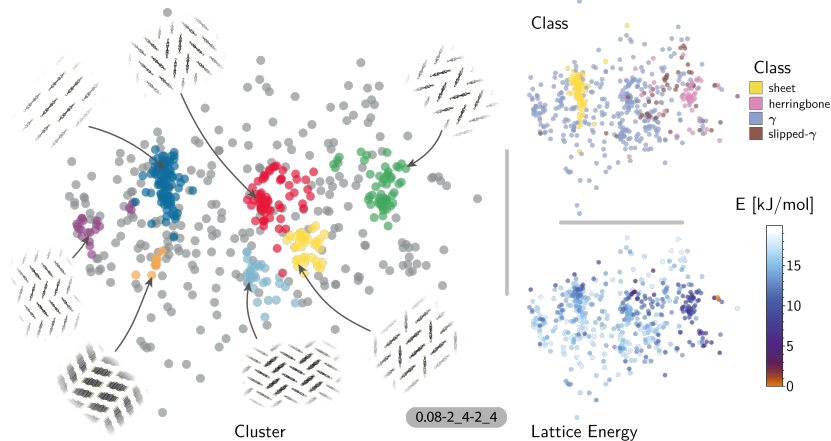 Class
Class
sheet
herringbone
γ
slipped-γ
E [kJ/mol]
15
10
5
0
0.08-2_4-2_4
Cluster
Lattice Energy